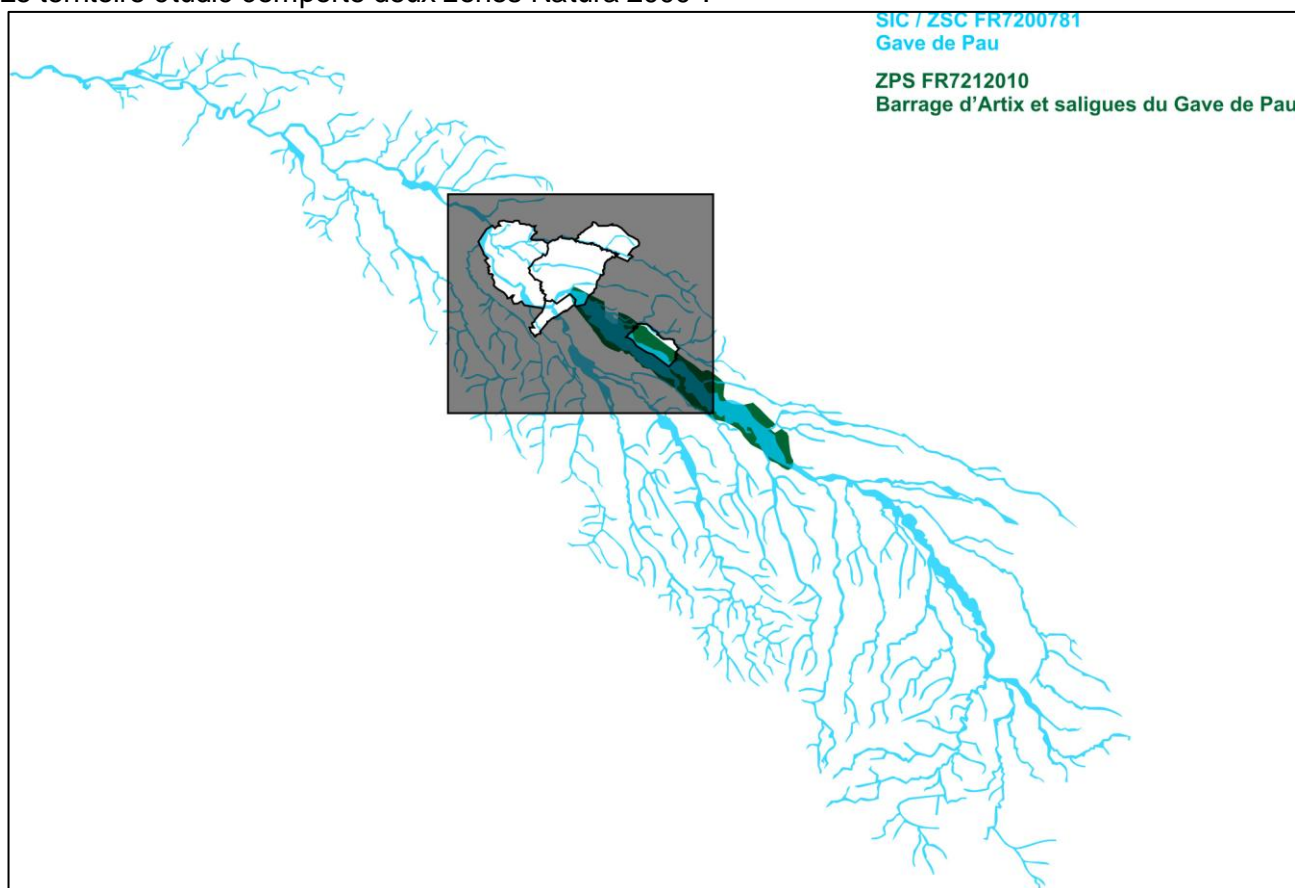 Le territoire étudié comporte deux zones Natura 2000 :
SIC / ZSC FR7200781
Gave de Pau
ZPS FR7212010
Barrage d'Artix et saligues du Gave de Pau